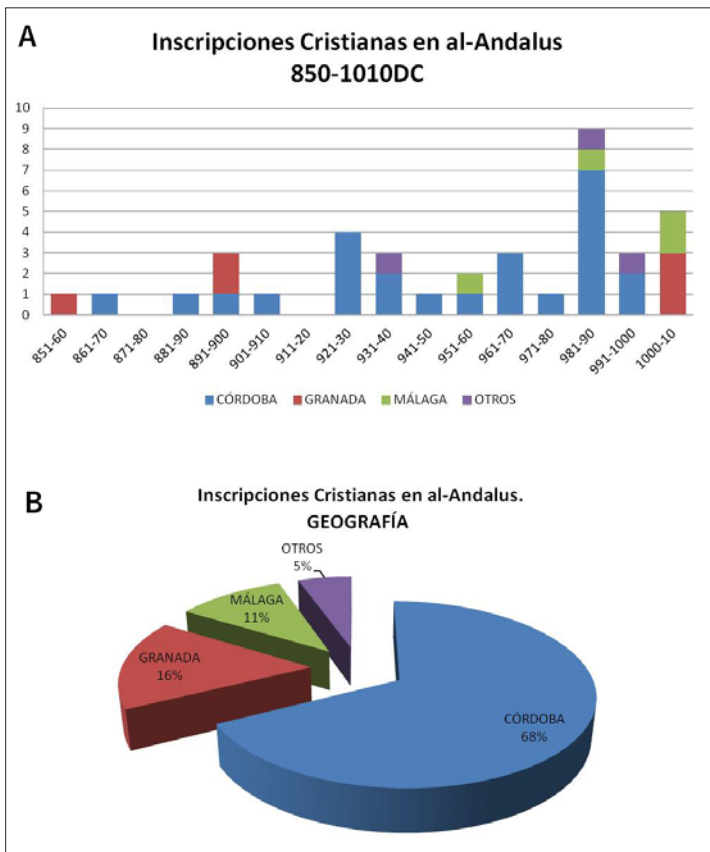 A
Inscripciones Cristianas en al-Andalus
850-1010DC
10
9
8
7
6
5
4
3
2
1
0
851-60
861-70
871-80
881-90
891-900
901-910
911-20
921-30
931-40
941-50
951-60
961-70
971-80
981-90
991-1000
1000-10
CÓRDOBA GRANADA MÁLAGA OTROS
B
Inscripciones Cristianas en al-Andalus.
GEOGRAFÍA
OTROS
5%
MÁLAGA
11%
GRANADA
16%
CÓRDOBA
68%